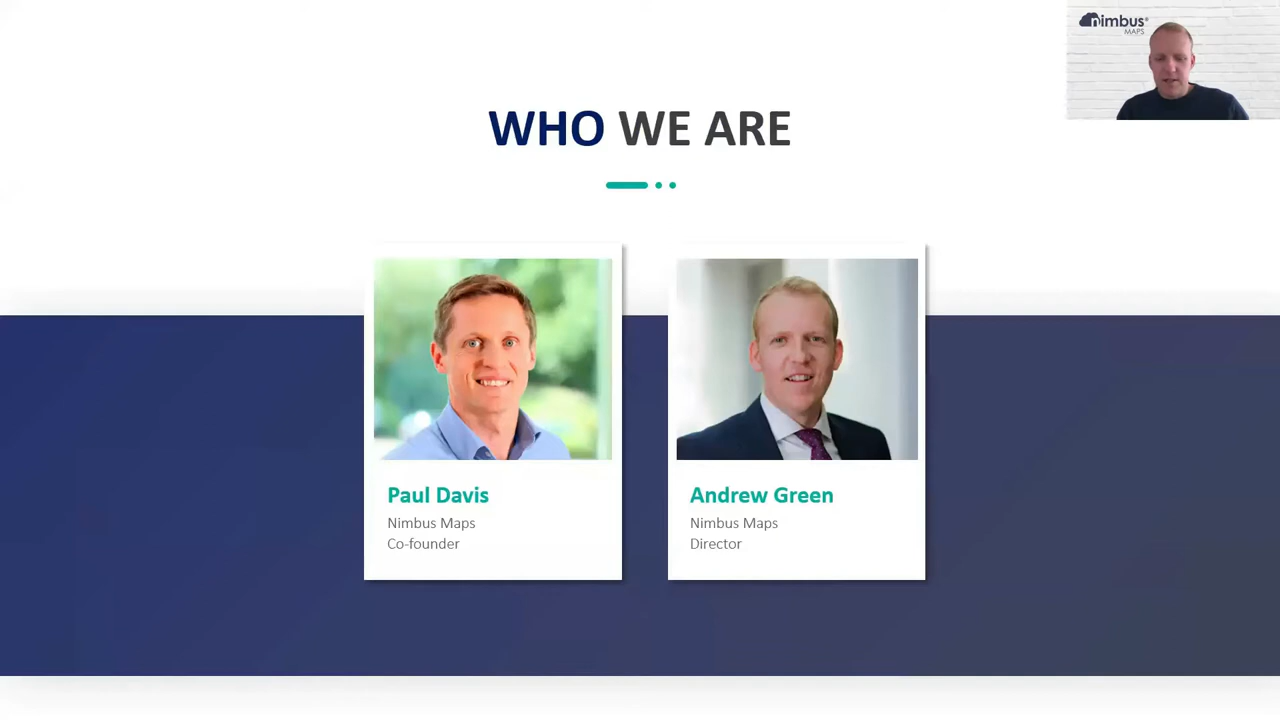 nimbus®
MAPS
WHO WE ARE
Paul Davis
Nimbus Maps
Co-founder
Andrew Green
Nimbus Maps
Director